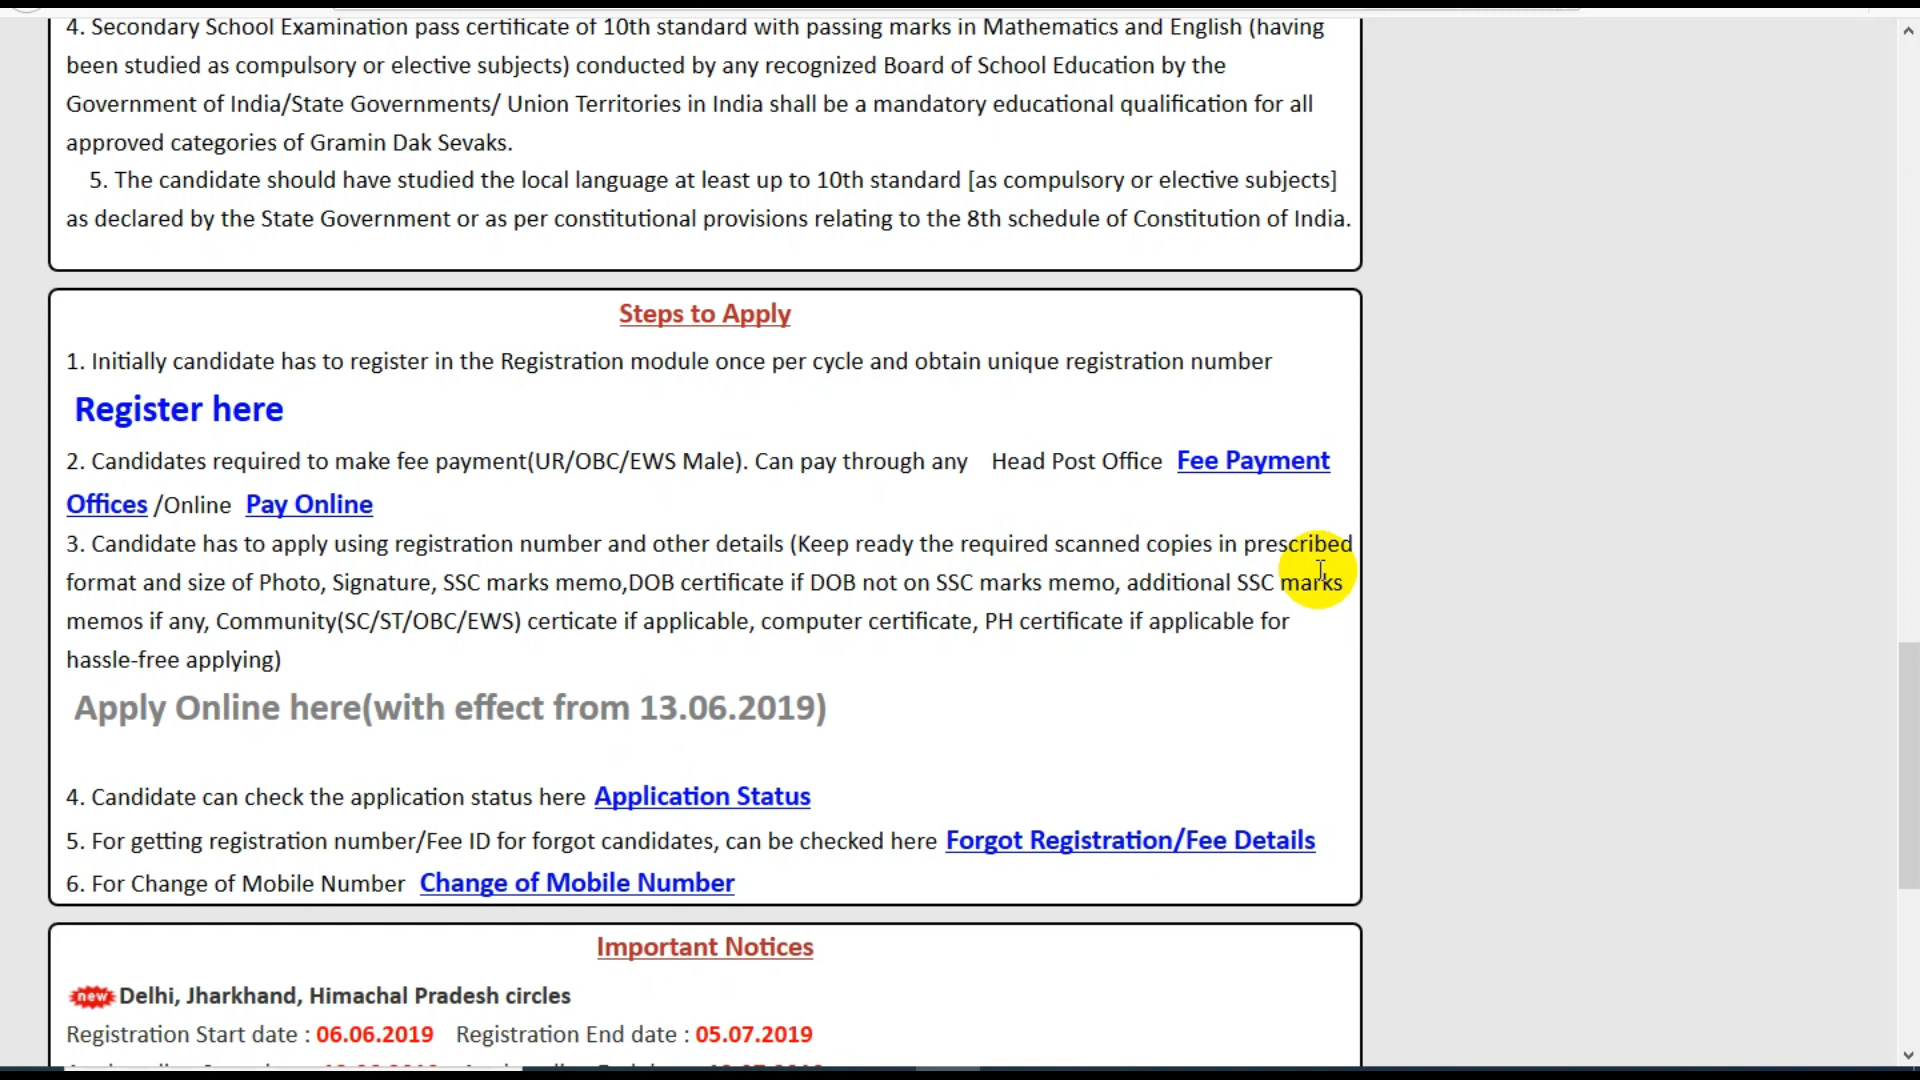 4. Secondary School Examination pass certificate of 10th standard with passing marks in Mathematics and English (having
been studied as compulsory or elective subjects) conducted by any recognized Board of School Education by the
Government of India/State Governments/ Union Territories in India shall be a mandatory educational qualification for all
approved categories of Gramin Dak Sevaks.
5. The candidate should have studied the local language at least up to 10th standard [as compulsory or elective subjects]
as declared by the State Government or as per constitutional provisions relating to the 8th schedule of Constitution of India.
Steps to Apply
1. Initially candidate has to register in the Registration module once per cycle and obtain unique registration number
Register here
2. Candidates required to make fee payment(UR/OBC/EWS Male). Can pay through any Head Post Office Fee Payment
Offices /Online Pay Online
3. Candidate has to apply using registration number and other details (Keep ready the required scanned copies in prescribed
format and size of Photo, Signature, SSC marks memo,DOB certificate if DOB not on SSC marks memo, additional SSC marks
memos if any, Community(SC/ST/OBC/EWS) certicate if applicable, computer certificate, PH certificate if applicable for
hassle-free applying)
Apply Online here(with effect from 13.06.2019)
4. Candidate can check the application status here Application Status
5. For getting registration number/Fee ID for forgot candidates, can be checked here Forgot Registration/Fee Details
6. For Change of Mobile Number Change of Mobile Number
Important Notices
new Delhi, Jharkhand, Himachal Pradesh circles
Registration Start date : 06.06.2019 Registration End date : 05.07.2019